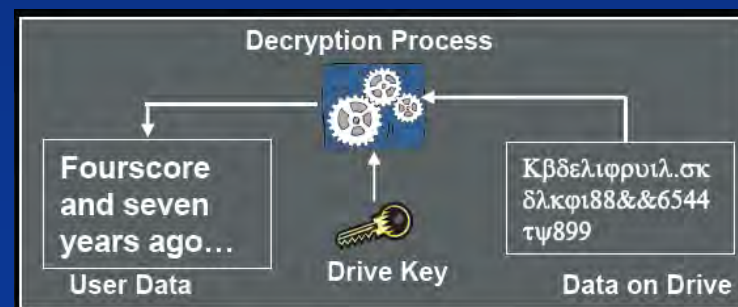 Decryption Process
Fourscore
and seven
years ago…
User Data
Drive Key
Κβδελιφρυιλ.σκ
δλκφι88&&6544
τψ899
Data on Drive